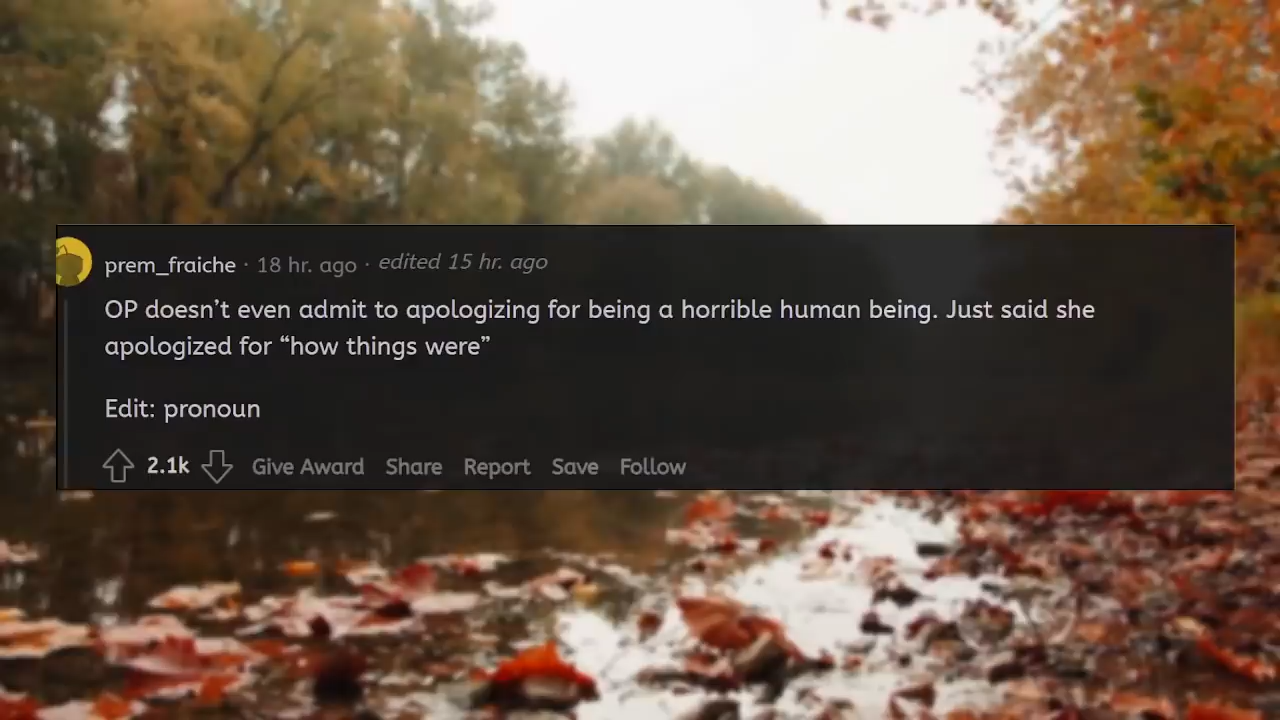 prem_fraiche · 18 hr. ago · edited 15 hr. ago
OP doesn’t even admit to apologizing for being a horrible human being. Just said she
apologized for “how things were”
Edit: pronoun
2.1k Give Award Share Report Save Follow